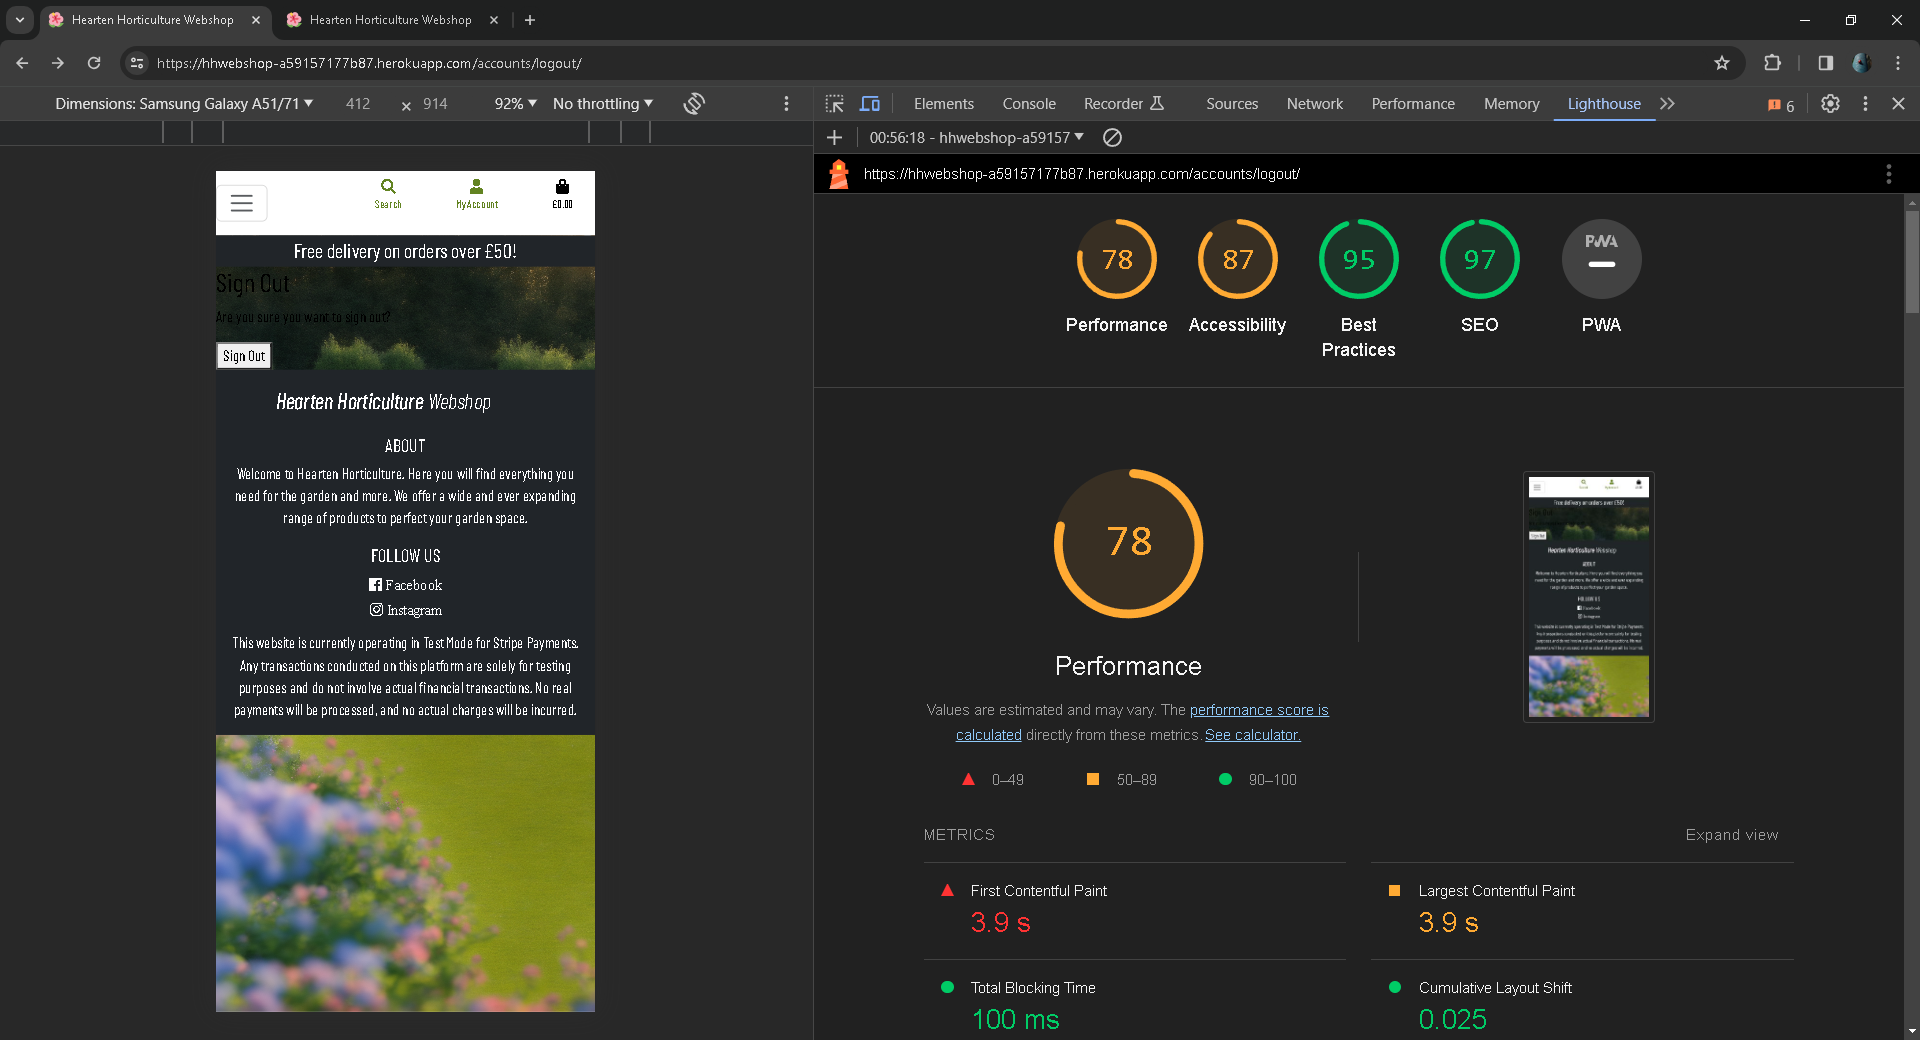 Hearten Horticulture Webshop
Hearten Horticulture Webshop
https://hhwebshop-a59157177b87.herokuapp.com/accounts/logout/
Dimensions: Samsung Galaxy A51/71 412 × 914 92% No throttling
Elements Console Recorder Sources Network Performance Memory Lighthouse 6
00:56:18 - hhwebshop-a59157
https://hhwebshop-a59157177b87.herokuapp.com/accounts/logout/
Search
My Account
£0.00
Free delivery on orders over £50!
Sign Out
Are you sure you want to sign out?
Sign Out
Hearten Horticulture Webshop
ABOUT
Welcome to Hearten Horticulture. Here you will find everything you
need for the garden and more. We offer a wide and ever expanding
range of products to perfect your garden space.
FOLLOW US
Facebook
Instagram
This website is currently operating in Test Mode for Stripe Payments.
Any transactions conducted on this platform are solely for testing
purposes and do not involve actual financial transactions. No real
payments will be processed, and no actual charges will be incurred.
78
Performance
87
Accessibility
95
Best
Practices
97
SEO
PWA
PWA
78
Performance
Values are estimated and may vary. The performance score is
calculated directly from these metrics. See calculator.
0–49
50–89
90–100
METRICS
Expand view
First Contentful Paint
3.9 s
Largest Contentful Paint
3.9 s
Total Blocking Time
100 ms
Cumulative Layout Shift
0.025